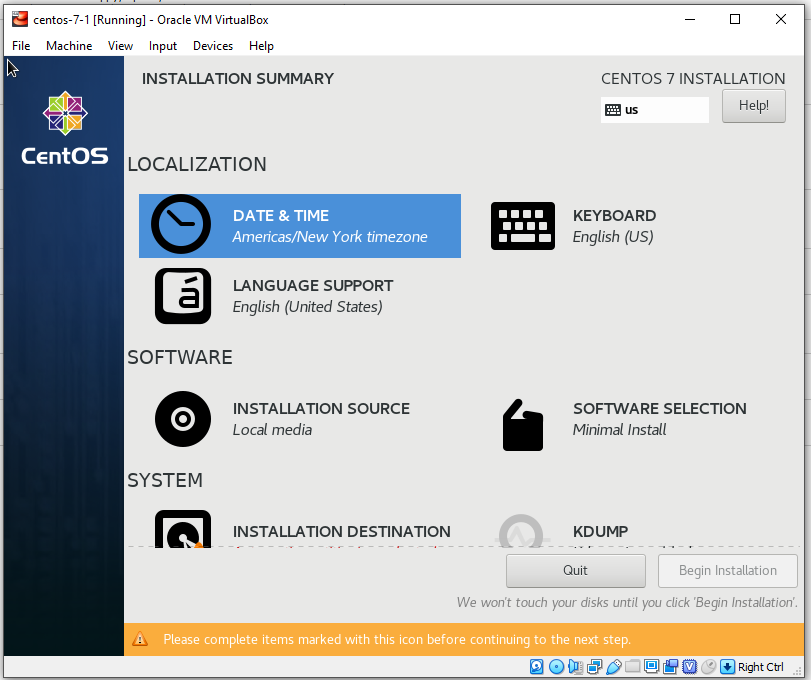 centos-7-1 [Running] - Oracle VM VirtualBox
File Machine View Input Devices Help
INSTALLATION SUMMARY
CENTOS 7 INSTALLATION
us
Help!
CentOS
LOCALIZATION
DATE & TIME
Americas/New York timezone
KEYBOARD
English (US)
LANGUAGE SUPPORT
English (United States)
SOFTWARE
INSTALLATION SOURCE
Local media
SOFTWARE SELECTION
Minimal Install
SYSTEM
INSTALLATION DESTINATION
KDUMP
Quit
Begin Installation
We won't touch your disks until you click 'Begin Installation'.
Please complete items marked with this icon before continuing to the next step.
Right Ctrl